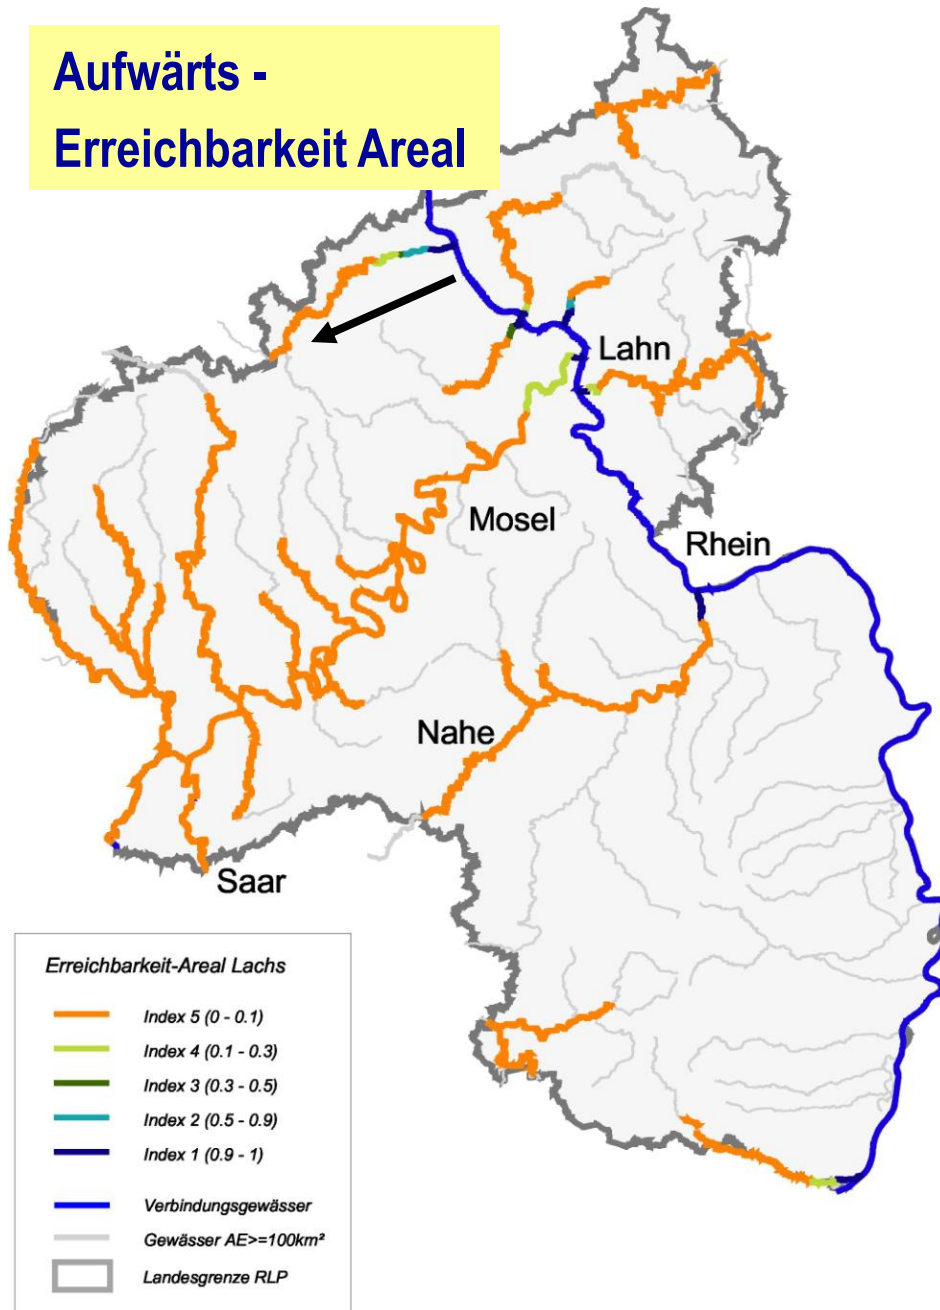 Aufwärts -
Erreichbarkeit Areal
Lahn
Mosel
Rhein
Nahe
Saar
Erreichbarkeit-Areal Lachs
Index 5 (0 - 0.1)
Index 4 (0.1 - 0.3)
Index 3 (0.3 - 0.5)
Index 2 (0.5 - 0.9)
Index 1 (0.9 - 1)
Verbindungsgewässer
Gewässer AE>=100km²
Landesgrenze RLP